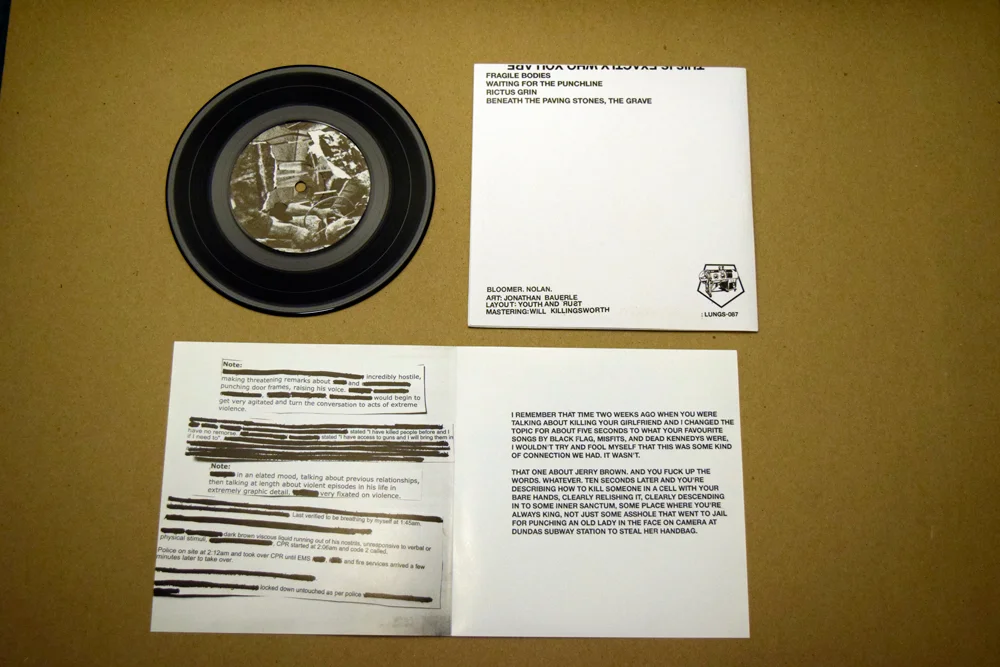 THIS IS EXACTLY WHO YOU ARE
FRAGILE BODIES
WAITING FOR THE PUNCHLINE
RICTUS GRIN
BENEATH THE PAVING STONES, THE GRAVE
BLOOMER. NOLAN.
ART: JONATHAN BAUERLE
LAYOUT: YOUTH AND RUST
MASTERING: WILL KILLINGSWORTH
: LUNGS-087
Note:
incredibly hostile,
making threatening remarks about and
punching door frames, raising his voice.
would begin to
get very agitated and turn the conversation to acts of extreme
violence.
stated "I have killed people before and I
have no remorse
if I need to" stated "I have access to guns and I will bring them in
Note:
in an elated mood, talking about previous relationships,
then talking at length about violent episodes in his life in
extremely graphic detail. very fixated on violence.
Last verified to be breathing by myself at 1:45am.
dark brown viscous liquid running out of his nostrils, unresponsive to verbal or
physical stimuli. , CPR started at 2:06am and code 2 called.
Police on site at 2:12am and took over CPR until EMS and fire services arrived a few
minutes later to take over.
locked down untouched as per police
I REMEMBER THAT TIME TWO WEEKS AGO WHEN YOU WERE
TALKING ABOUT KILLING YOUR GIRLFRIEND AND I CHANGED THE
TOPIC FOR ABOUT FIVE SECONDS TO WHAT YOUR FAVOURITE
SONGS BY BLACK FLAG, MISFITS, AND DEAD KENNEDYS WERE,
I WOULDN'T TRY AND FOOL MYSELF THAT THIS WAS SOME KIND
OF CONNECTION WE HAD. IT WASN'T.
THAT ONE ABOUT JERRY BROWN. AND YOU FUCK UP THE
WORDS. WHATEVER. TEN SECONDS LATER AND YOU'RE
DESCRIBING HOW TO KILL SOMEONE IN A CELL WITH YOUR
BARE HANDS, CLEARLY RELISHING IT, CLEARLY DESCENDING
IN TO SOME INNER SANCTUM, SOME PLACE WHERE YOU'RE
ALWAYS KING, NOT JUST SOME ASSHOLE THAT WENT TO JAIL
FOR PUNCHING AN OLD LADY IN THE FACE ON CAMERA AT
DUNDAS SUBWAY STATION TO STEAL HER HANDBAG.